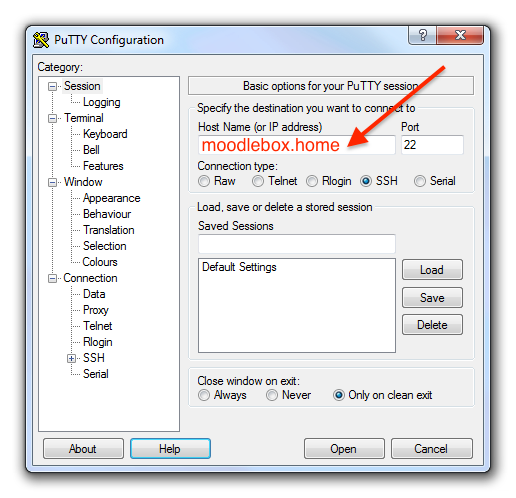 PuTTY Configuration
?
Category:
Session
Logging
Terminal
Keyboard
Bell
Features
Window
Appearance
Behaviour
Translation
Selection
Colours
Connection
Data
Proxy
Telnet
Rlogin
SSH
Serial
Basic options for your PuTTY session
Specify the destination you want to connect to
Host Name (or IP address) Port
moodlebox.home 22
Connection type:
Raw Telnet Rlogin SSH Serial
Load, save or delete a stored session
Saved Sessions
Default Settings
Load
Save
Delete
Close window on exit:
Always Never Only on clean exit
About Help Open Cancel